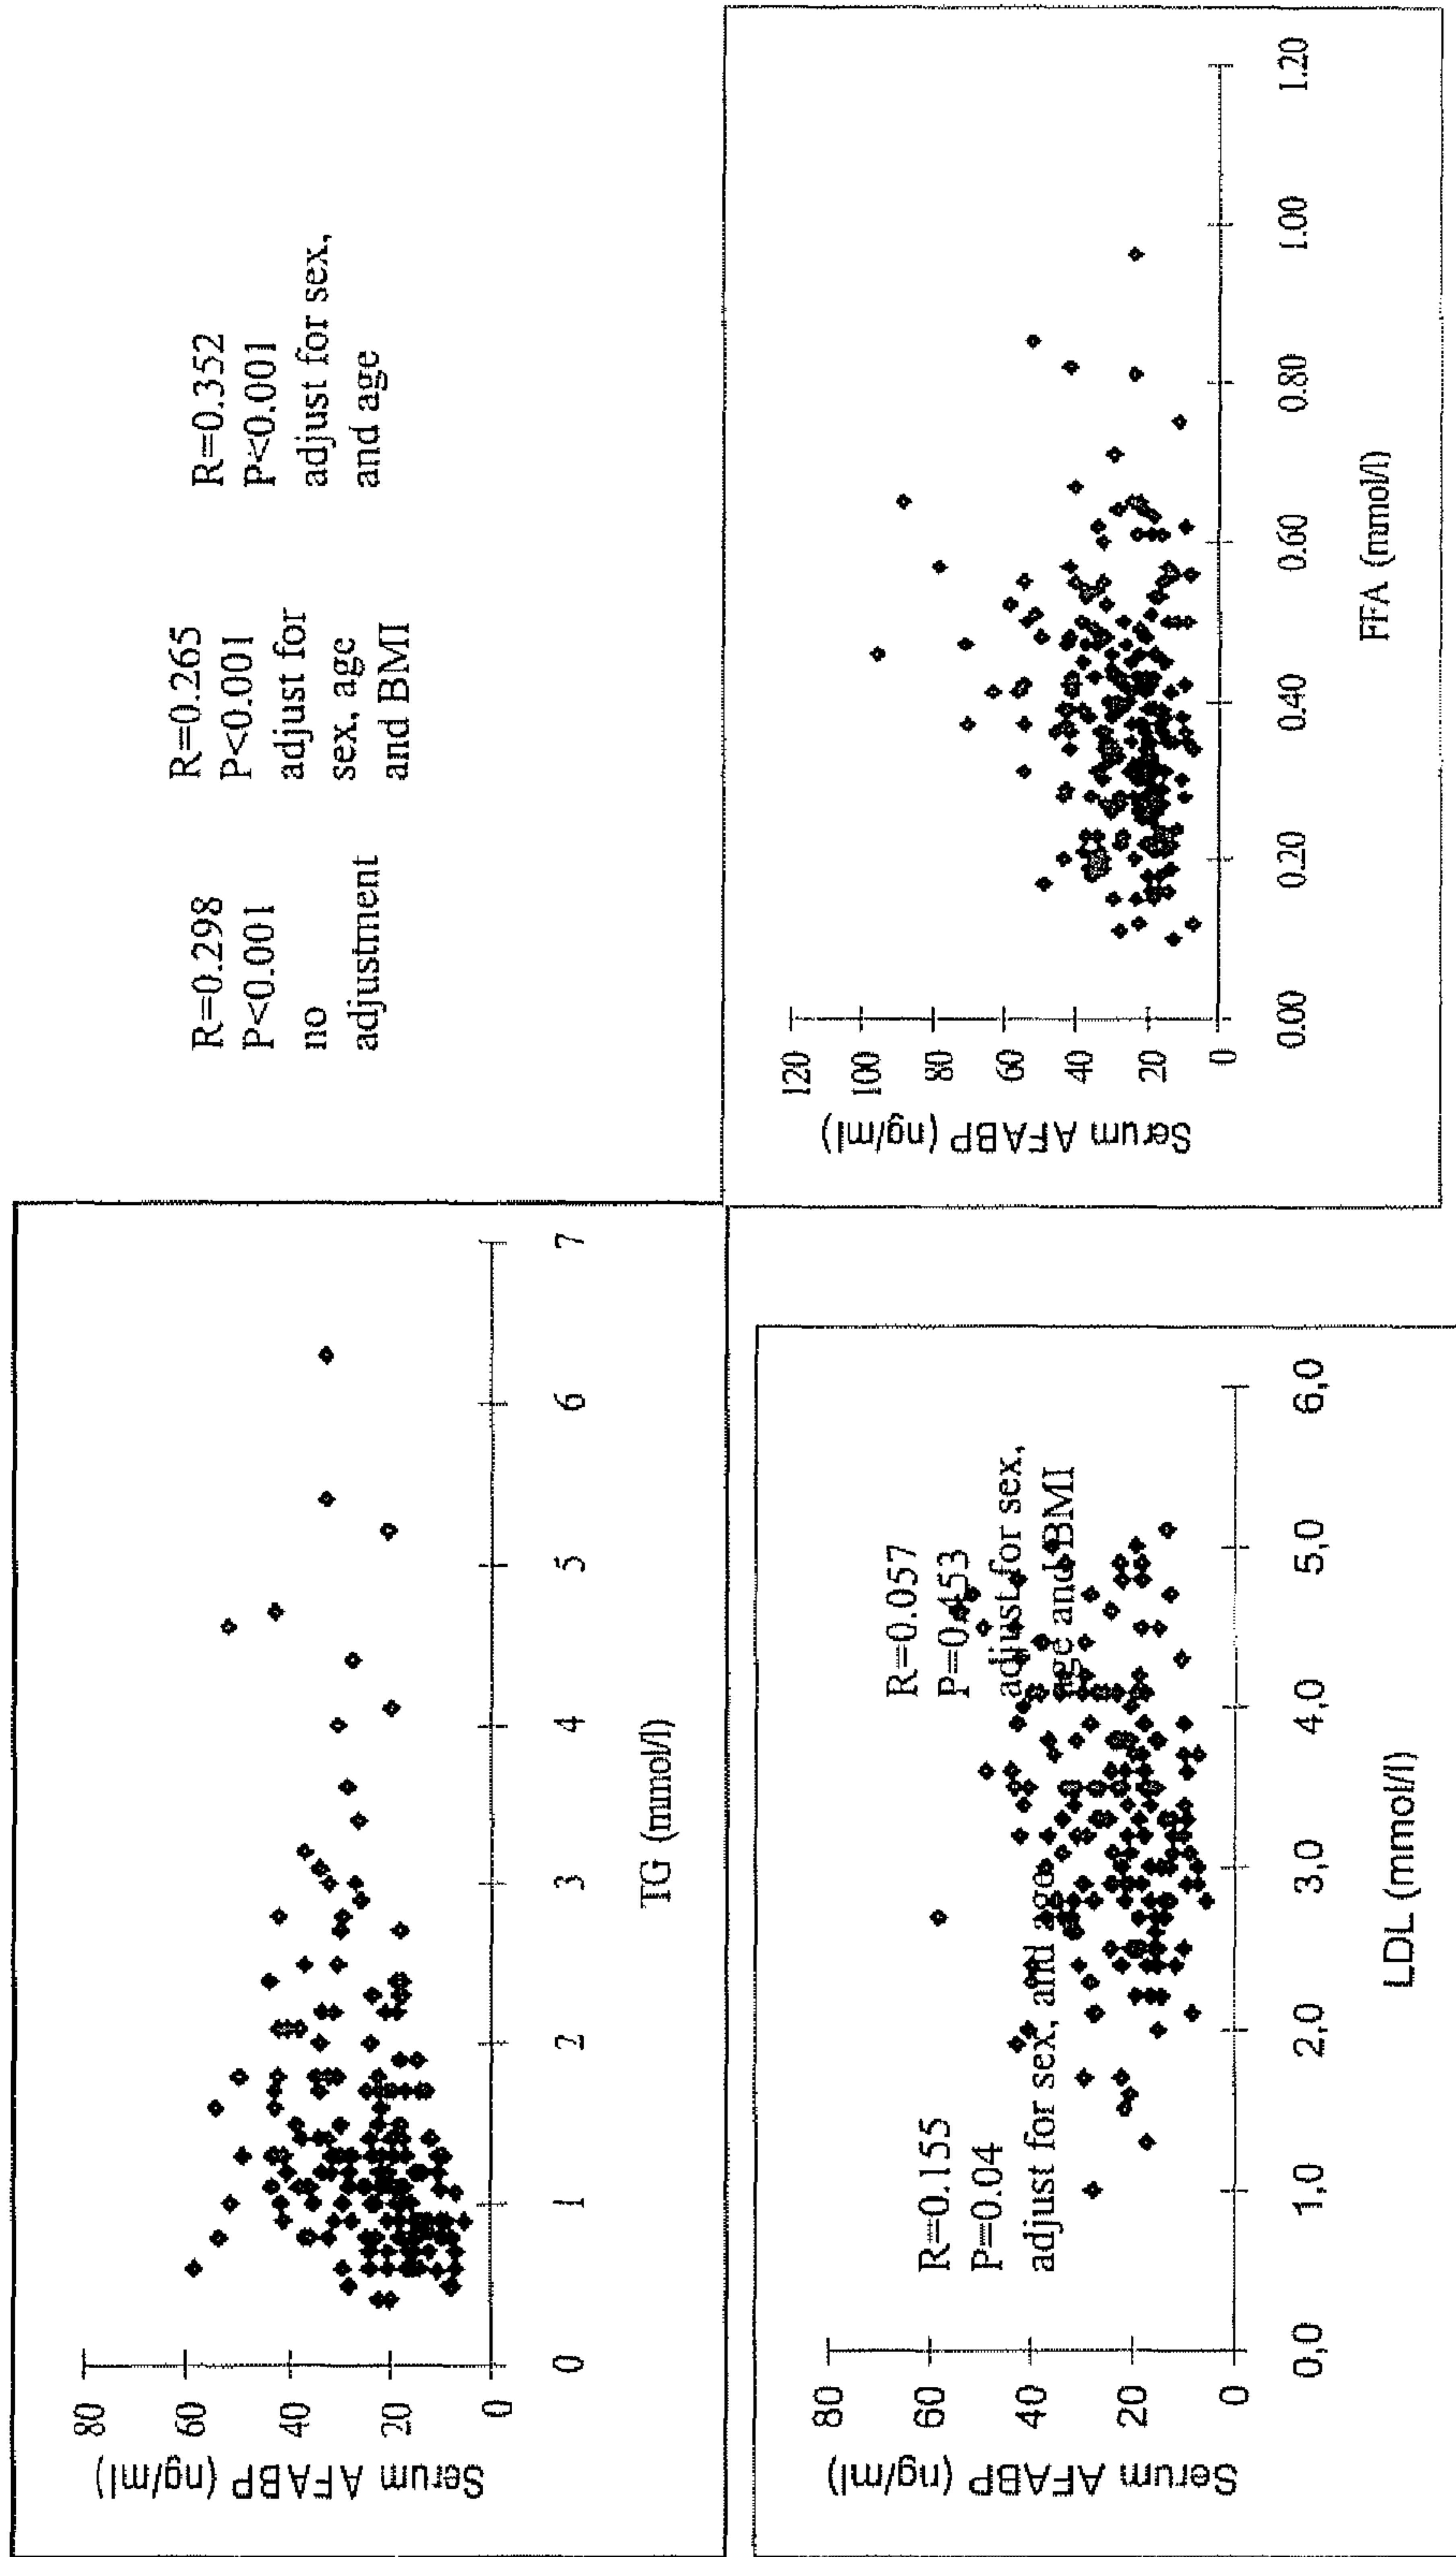 80
60
40
20
0
Serum AFABP (ng/ml)
0
1
2
3
4
5
6
7
TG (mmol/l)
R=0.298
P<0.001
no
adjustment
R=0.265
P<0.001
adjust for
sex, age
and BMI
R=0.352
P<0.001
adjust for sex,
and age
80
60
40
20
0
Serum AFABP (ng/ml)
R=0.155
P=0.04
adjust for sex, and age
R=0.057
P=0.453
adjust for sex,
age and BMI
0,0
1,0
2,0
3,0
4,0
5,0
6,0
LDL (mmol/l)
120
100
80
60
40
20
0
Serum AFABP (ng/ml)
0.00
0.20
0.40
0.60
0.80
1.00
1.20
FFA (mmol/l)